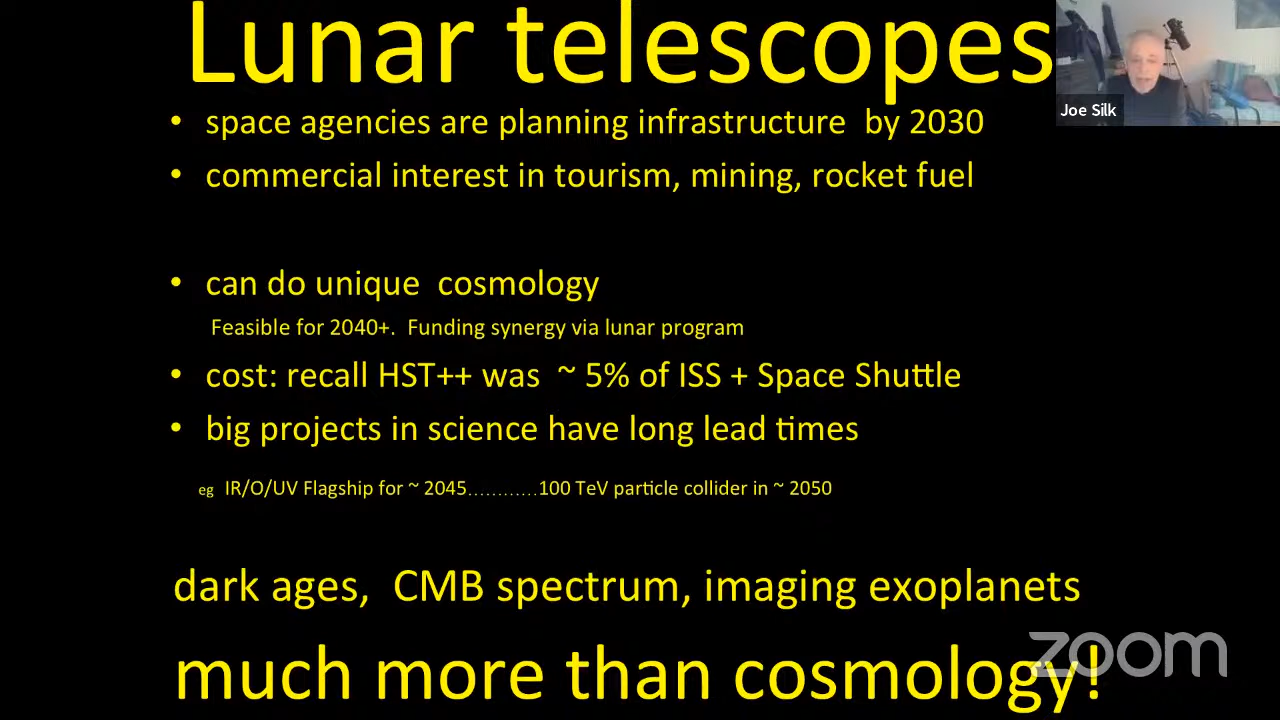 Lunar telescopes
Joe Silk
• space agencies are planning infrastructure by 2030
• commercial interest in tourism, mining, rocket fuel
• can do unique cosmology
Feasible for 2040+. Funding synergy via lunar program
• cost: recall HST++ was ~ 5% of ISS + Space Shuttle
• big projects in science have long lead times
eg IR/O/UV Flagship for ~ 2045............100 TeV particle collider in ~ 2050
dark ages, CMB spectrum, imaging exoplanets
much more than cosmology!
zoom